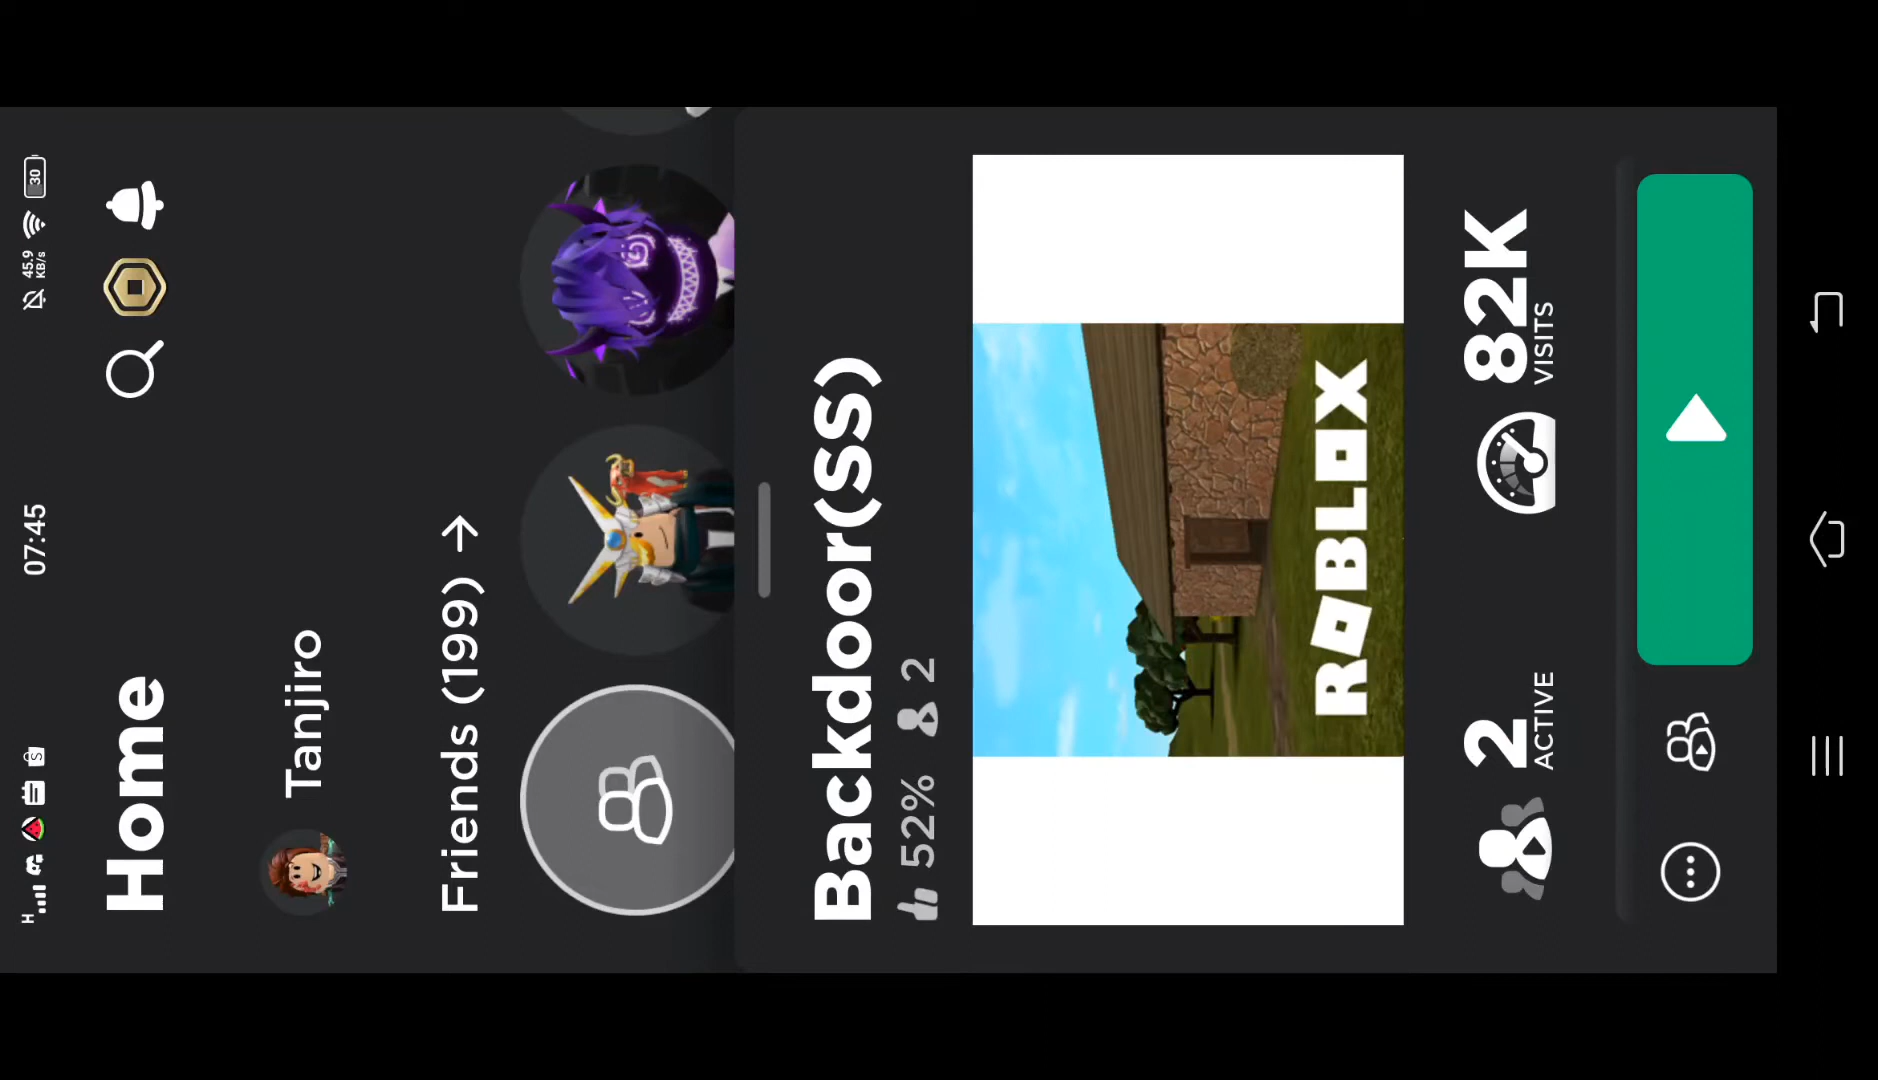 H
07:45
45.9
KB/s
30
Home
Tanjiro
Friends (199) →
Backdoor(SS)
52% 2
ROBLOX
2
ACTIVE
82K
VISITS